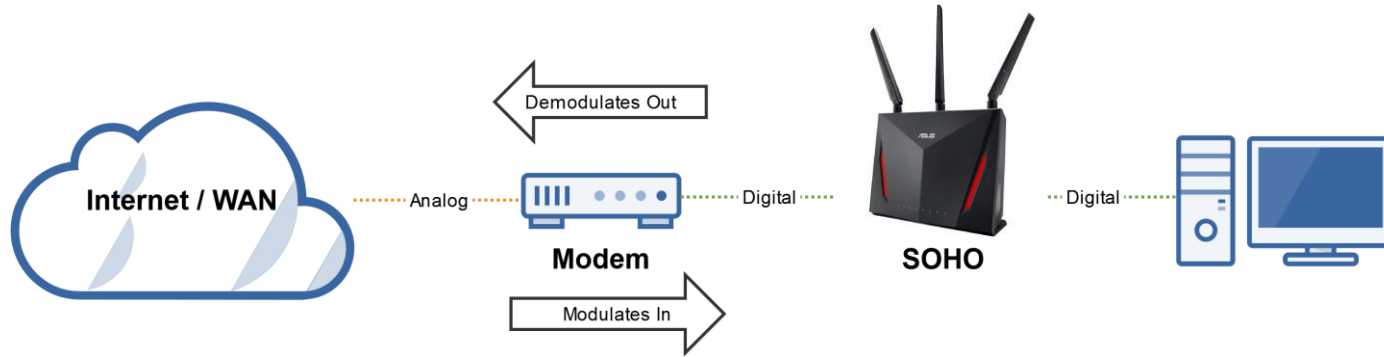 Demodulates Out
Internet / WAN
Analog
Digital
Digital
Modem
SOHO
Modulates In